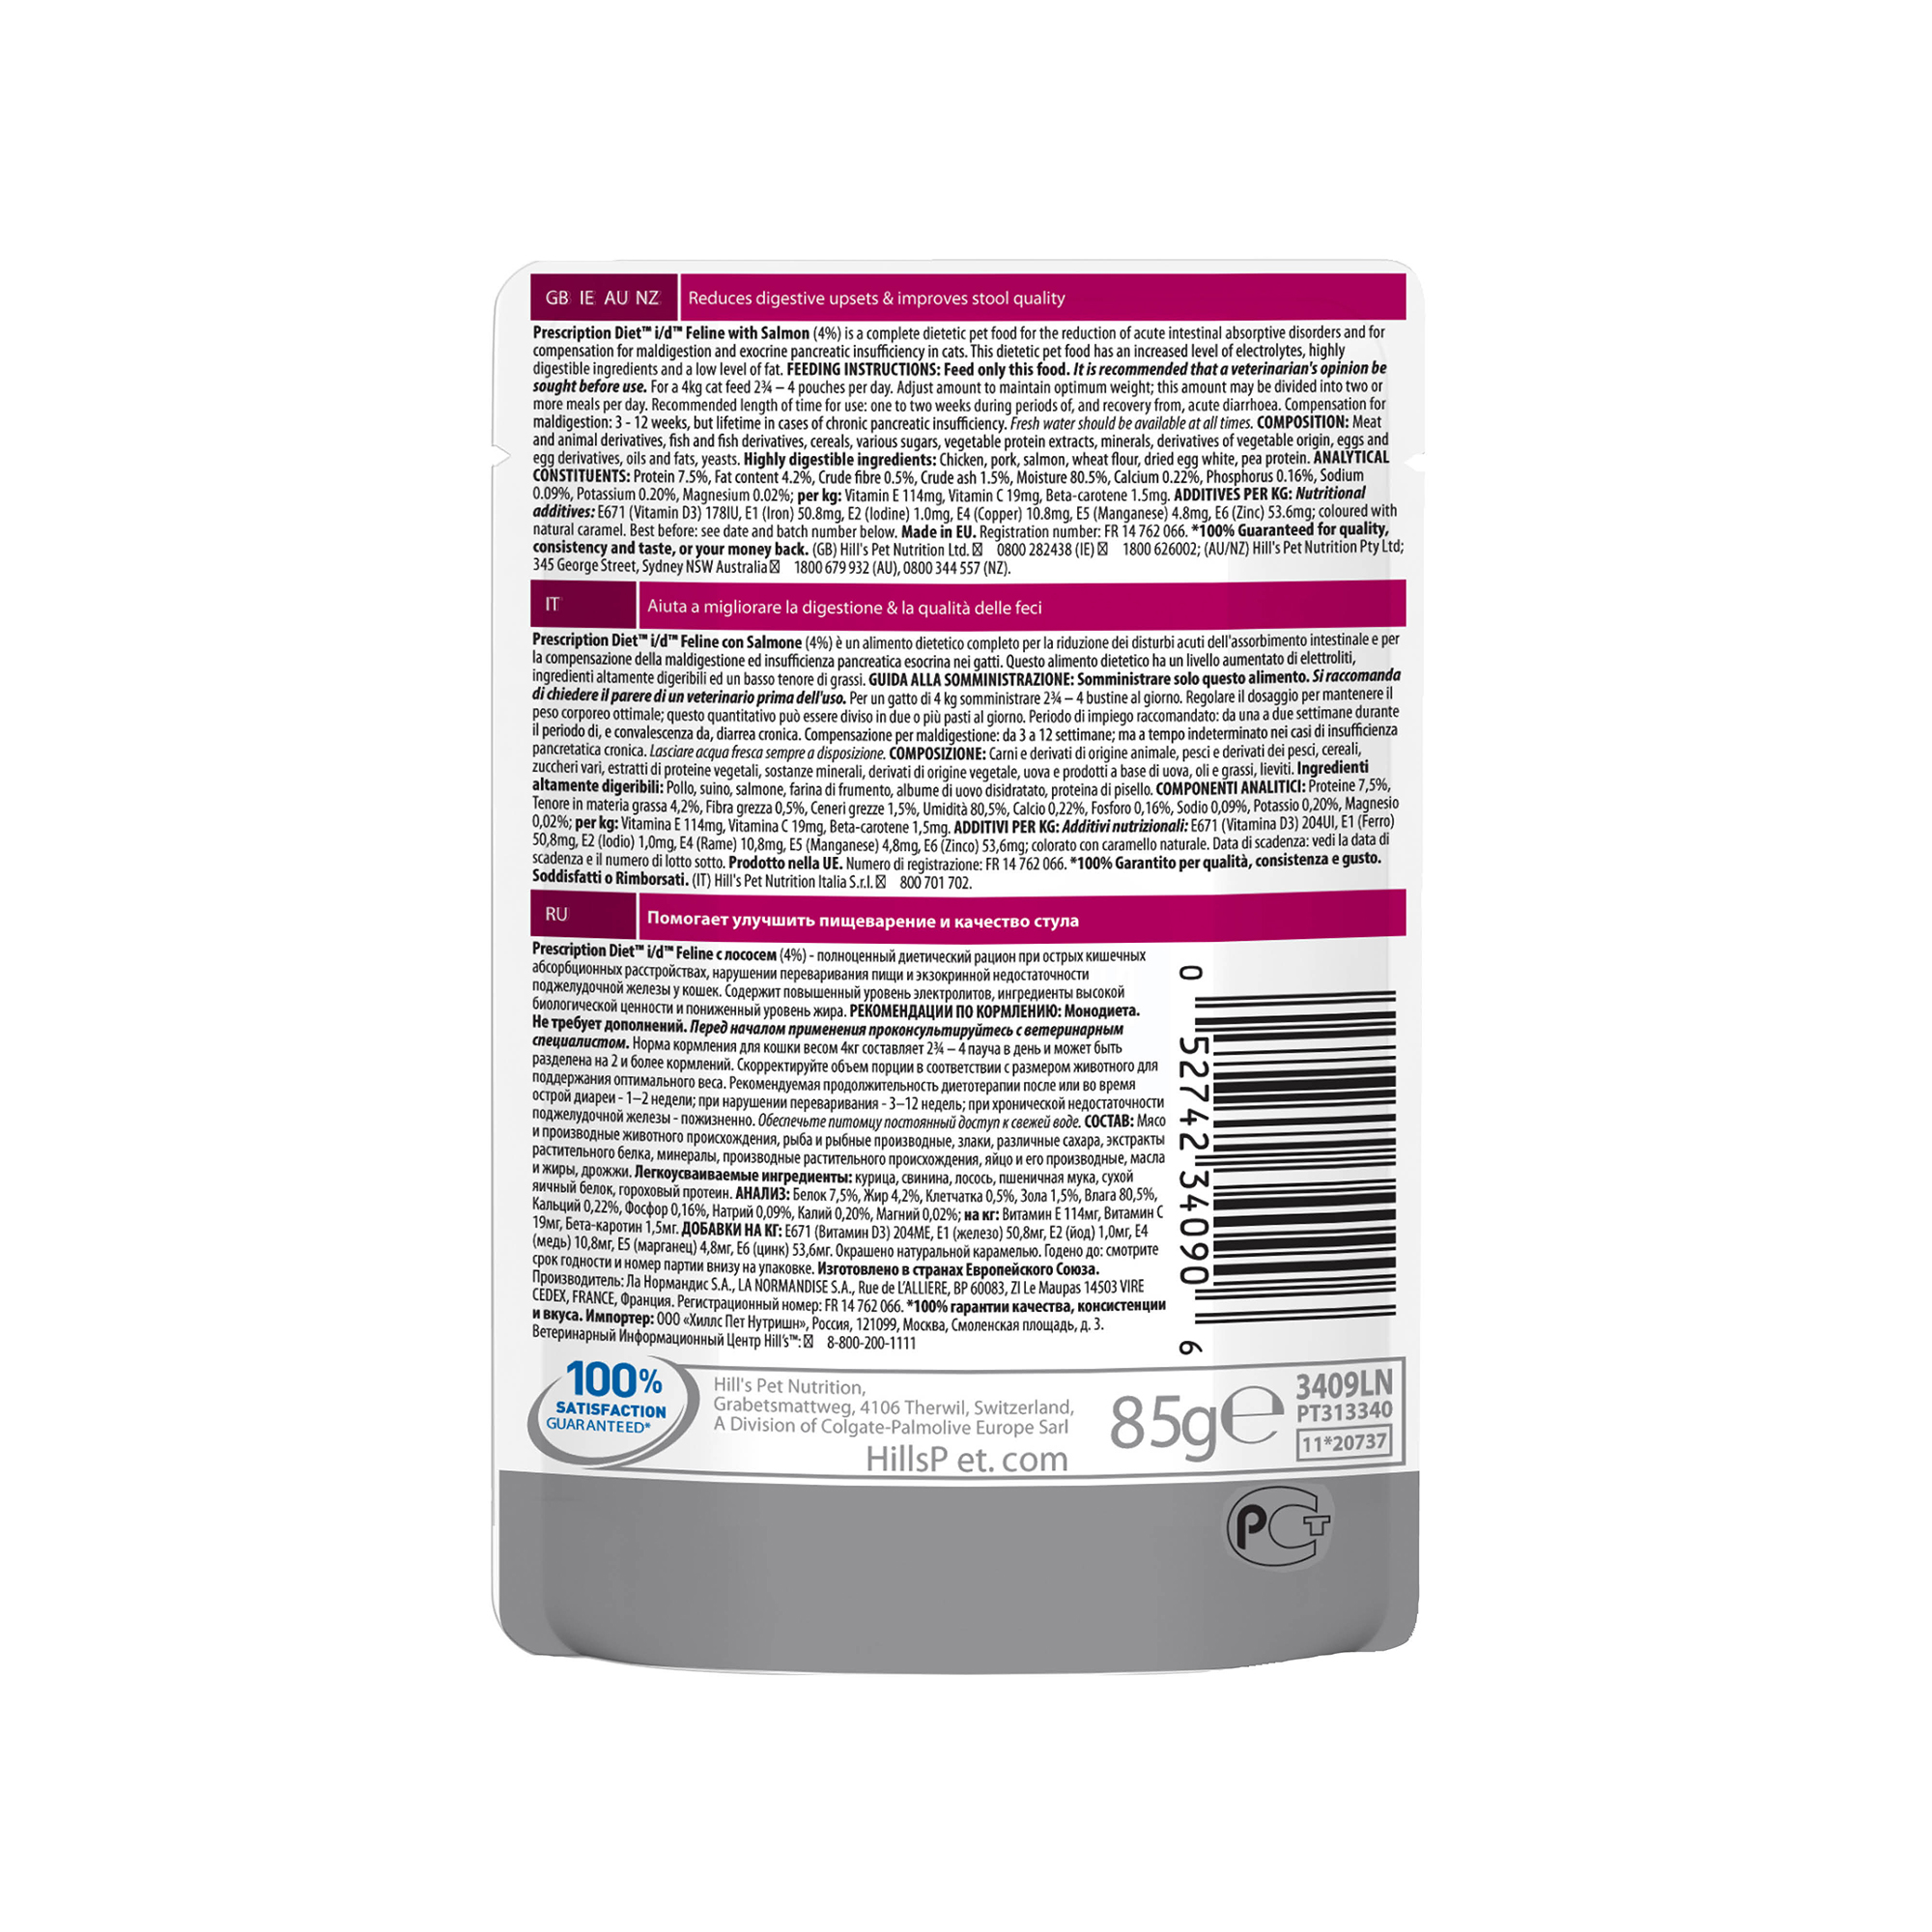 GB IE AU NZ Reduces digestive upsets & improves stool quality
Prescription Diet™ i/d™ Feline with Salmon (4%) is a complete dietetic pet food for the reduction of acute intestinal absorptive disorders and for
compensation for maldigestion and exocrine pancreatic insufficiency in cats. This dietetic pet food has an increased level of electrolytes, highly
digestible ingredients and a low level of fat. FEEDING INSTRUCTIONS: Feed only this food. It is recommended that a veterinarian's opinion be
sought before use. For a 4kg cat feed 2¾ – 4 pouches per day. Adjust amount to maintain optimum weight; this amount may be divided into two or
more meals per day. Recommended length of time for use: one to two weeks during periods of, and recovery from, acute diarrhoea. Compensation for
maldigestion: 3 - 12 weeks, but lifetime in cases of chronic pancreatic insufficiency. Fresh water should be available at all times. COMPOSITION: Meat
and animal derivatives, fish and fish derivatives, cereals, various sugars, vegetable protein extracts, minerals, derivatives of vegetable origin, eggs and
egg derivatives, oils and fats, yeasts. Highly digestible ingredients: Chicken, pork, salmon, wheat flour, dried egg white, pea protein. ANALYTICAL
CONSTITUENTS: Protein 7.5%, Fat content 4.2%, Crude fibre 0.5%, Crude ash 1.5%, Moisture 80.5%, Calcium 0.22%, Phosphorus 0.16%, Sodium
0.09%, Potassium 0.20%, Magnesium 0.02%; per kg: Vitamin E 114mg, Vitamin C 19mg, Beta-carotene 1.5mg. ADDITIVES PER KG: Nutritional
additives: E671 (Vitamin D3) 178IU, E1 (Iron) 50.8mg, E2 (Iodine) 1.0mg, E4 (Copper) 10.8mg, E5 (Manganese) 4.8mg, E6 (Zinc) 53.6mg; coloured with
natural caramel. Best before: see date and batch number below. Made in EU. Registration number: FR 14 762 066. *100% Guaranteed for quality,
consistency and taste, or your money back. (GB) Hill's Pet Nutrition Ltd. 0800 282438 (IE) 1800 626002; (AU/NZ) Hill's Pet Nutrition Pty Ltd;
345 George Street, Sydney NSW Australia 1800 679 932 (AU), 0800 344 557 (NZ).
IT Aiuta a migliorare la digestione & la qualità delle feci
Prescription Diet™ i/d™ Feline con Salmone (4%) è un alimento dietetico completo per la riduzione dei disturbi acuti dell'assorbimento intestinale e per
la compensazione della maldigestione ed insufficienza pancreatica esocrina nei gatti. Questo alimento dietetico ha un livello aumentato di elettroliti,
ingredienti altamente digeribili ed un basso tenore di grassi. GUIDA ALLA SOMMINISTRAZIONE: Somministrare solo questo alimento. Si raccomanda
di chiedere il parere di un veterinario prima dell'uso. Per un gatto di 4 kg somministrare 2¾ – 4 bustine al giorno. Regolare il dosaggio per mantenere il
peso corporeo ottimale; questo quantitativo può essere diviso in due o più pasti al giorno. Periodo di impiego raccomandato: da una a due settimane durante
il periodo di, e convalescenza da, diarrea cronica. Compensazione per maldigestione: da 3 a 12 settimane; ma a tempo indeterminato nei casi di insufficienza
pancretatica cronica. Lasciare acqua fresca sempre a disposizione. COMPOSIZIONE: Carni e derivati di origine animale, pesci e derivati dei pesci, cereali,
zuccheri vari, estratti di proteine vegetali, sostanze minerali, derivati di origine vegetale, uova e prodotti a base di uova, oli e grassi, lieviti. Ingredienti
altamente digeribili: Pollo, suino, salmone, farina di frumento, albume di uovo disidratato, proteina di pisello. COMPONENTI ANALITICI: Proteine 7,5%,
Tenore in materia grassa 4,2%, Fibra grezza 0,5%, Ceneri grezze 1,5%, Umidità 80,5%, Calcio 0,22%, Fosforo 0,16%, Sodio 0,09%, Potassio 0,20%, Magnesio
0,02%; per kg: Vitamina E 114mg, Vitamina C 19mg, Beta-carotene 1,5mg. ADDITIVI PER KG: Additivi nutrizionali: E671 (Vitamina D3) 204UI, E1 (Ferro)
50,8mg, E2 (Iodio) 1,0mg, E4 (Rame) 10,8mg, E5 (Manganese) 4,8mg, E6 (Zinco) 53,6mg; colorato con caramello naturale. Data di scadenza: vedi la data di
scadenza e il numero di lotto sotto. Prodotto nella UE. Numero di registrazione: FR 14 762 066. *100% Garantito per qualità, consistenza e gusto.
Soddisfatti o Rimborsati. (IT) Hill's Pet Nutrition Italia S.r.l. 800 701 702.
RU Помогает улучшить пищеварение и качество стула
Prescription Diet™ i/d™ Feline с лососем (4%) - полноценный диетический рацион при острых кишечных
абсорбционных расстройствах, нарушении переваривания пищи и экзокринной недостаточности
поджелудочной железы у кошек. Содержит повышенный уровень электролитов, ингредиенты высокой
биологической ценности и пониженный уровень жира. РЕКОМЕНДАЦИИ ПО КОРМЛЕНИЮ: Монодиета.
Не требует дополнений. Перед началом применения проконсультируйтесь с ветеринарным
специалистом. Норма кормления для кошки весом 4кг составляет 2¾ – 4 пауча в день и может быть
разделена на 2 и более кормлений. Скорректируйте объем порции в соответствии с размером животного для
поддержания оптимального веса. Рекомендуемая продолжительность диетотерапии после или во время
острой диареи - 1–2 недели; при нарушении переваривания - 3–12 недель; при хронической недостаточности
поджелудочной железы - пожизненно. Обеспечьте питомцу постоянный доступ к свежей воде. СОСТАВ: Мясо
и производные животного происхождения, рыба и рыбные производные, злаки, различные сахара, экстракты
растительного белка, минералы, производные растительного происхождения, яйцо и его производные, масла
и жиры, дрожжи. Легкоусваиваемые ингредиенты: курица, свинина, лосось, пшеничная мука, сухой
яичный белок, гороховый протеин. АНАЛИЗ: Белок 7,5%, Жир 4,2%, Клетчатка 0,5%, Зола 1,5%, Влага 80,5%,
Кальций 0,22%, Фосфор 0,16%, Натрий 0,09%, Калий 0,20%, Магний 0,02%; на кг: Витамин Е 114мг, Витамин С
19мг, Бета-каротин 1,5мг. ДОБАВКИ НА КГ: Е671 (Витамин D3) 204МЕ, Е1 (железо) 50,8мг, Е2 (йод) 1,0мг, Е4
(медь) 10,8мг, Е5 (марганец) 4,8мг, Е6 (цинк) 53,6мг. Окрашено натуральной карамелью. Годено до: смотрите
срок годности и номер партии внизу на упаковке. Изготовлено в странах Европейского Союза.
Производитель: Ла Нормандис S.A., LA NORMANDISE S.A., Rue de L'ALLIERE, BP 60083, ZI Le Maupas 14503 VIRE
CEDEX, FRANCE, Франция. Регистрационный номер: FR 14 762 066. *100% гарантии качества, консистенции
и вкуса. Импортер: ООО «Хиллс Пет Нутришн», Россия, 121099, Москва, Смоленская площадь, д. 3.
Ветеринарный Информационный Центр Hill's™: 8-800-200-1111
0 52742 34090 6
100%
SATISFACTION
GUARANTEED*
Hill's Pet Nutrition,
Grabetsmattweg, 4106 Therwil, Switzerland,
A Division of Colgate-Palmolive Europe Sarl
HillsP et. com
85g e
3409LN
PT313340
11*20737
РСТ